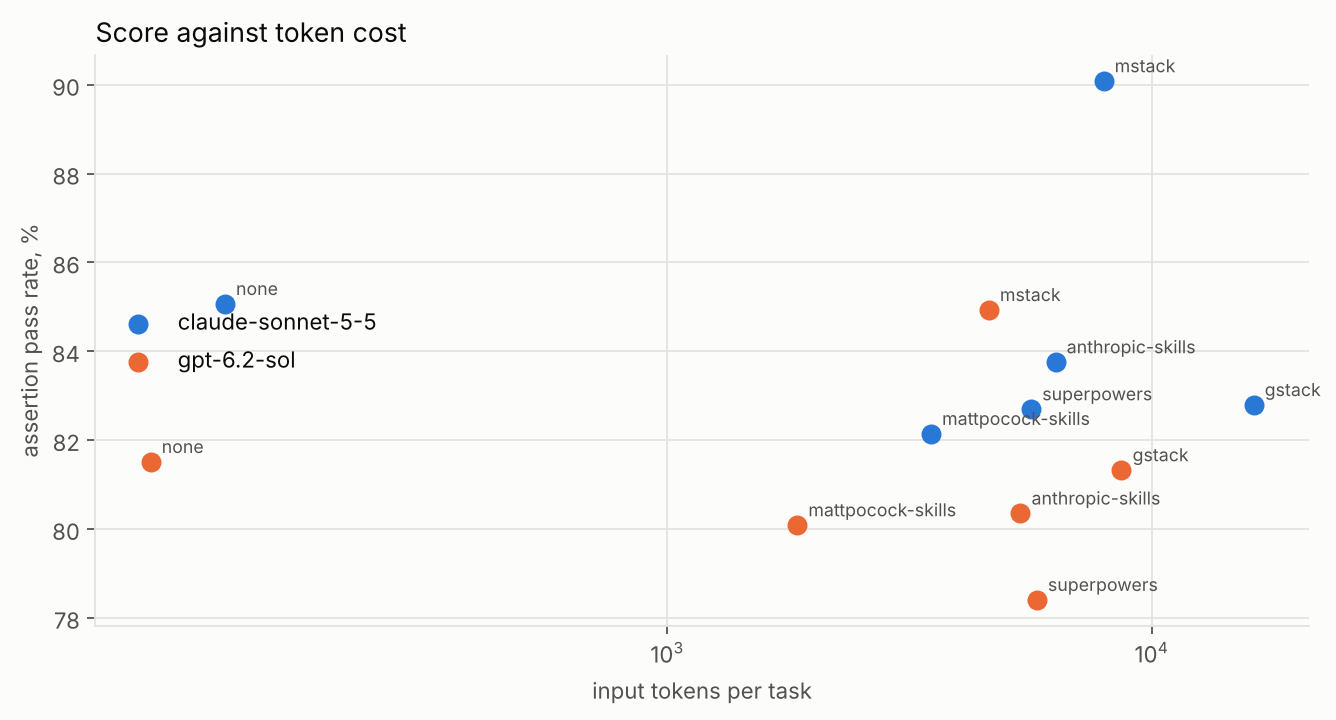 Score against token cost
90
88
86
84
82
80
78
assertion pass rate, %
mstack
none
mstack
claude-sonnet-5-5
anthropic-skills
gpt-6.2-sol
superpowers
gstack
mattpocock-skills
none
gstack
anthropic-skills
mattpocock-skills
superpowers
10³
10⁴
input tokens per task